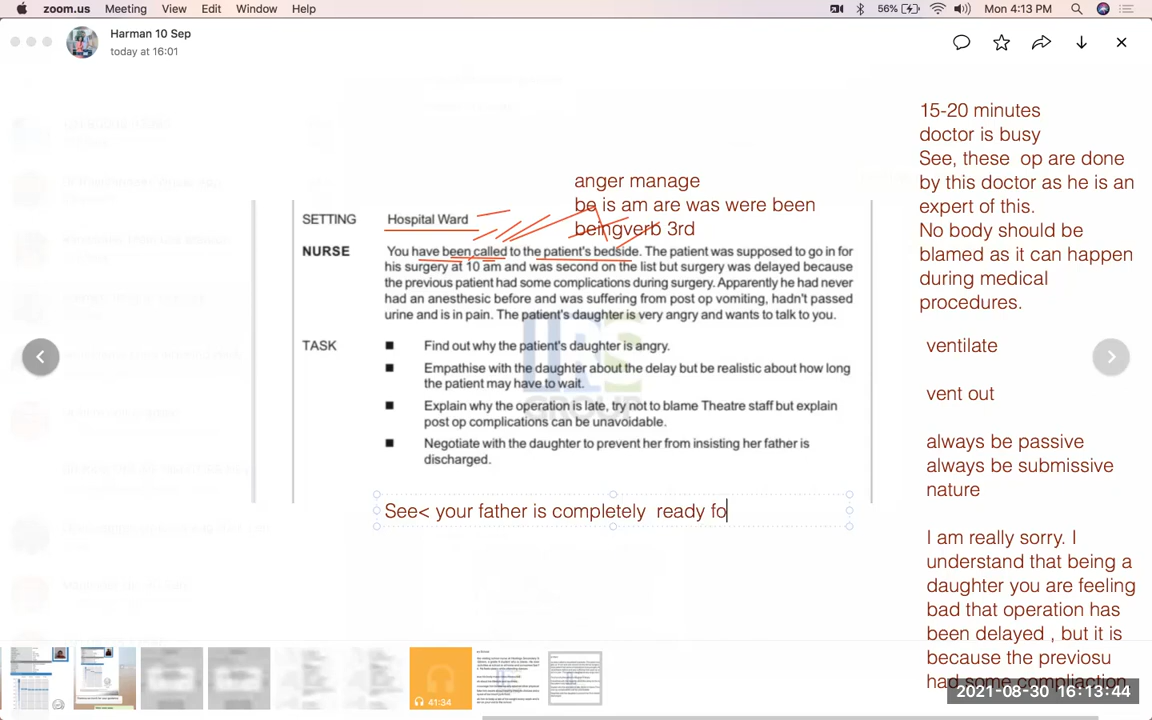 zoom.us Meeting View Edit Window Help 56% Mon 4:13 PM
Harman 10 Sep
today at 16:01
15-20 minutes
doctor is busy
See, these op are done
by this doctor as he is an
expert of this.
No body should be
blamed as it can happen
during medical
procedures.
ventilate
vent out
always be passive
always be submissive
nature
I am really sorry. I
understand that being a
daughter you are feeling
bad that operation has
been delayed , but it is
because the previosu
had some compliaction
anger manage
be is am are was were been
beingverb 3rd
SETTING Hospital Ward
NURSE You have been called to the patient's bedside. The patient was supposed to go in for
his surgery at 10 am and was second on the list but surgery was delayed because
the previous patient had some complications during surgery. Apparently he had never
had an anesthesic before and was suffering from post op vomiting, hadn't passed
urine and is in pain. The patient's daughter is very angry and wants to talk to you.
TASK Find out why the patient's daughter is angry.
Empathise with the daughter about the delay but be realistic about how long
the patient may have to wait.
Explain why the operation is late, try not to blame Theatre staff but explain
post op complications can be unavoidable.
Negotiate with the daughter to prevent her from insisting her father is
discharged.
GROUP
See< your father is completely ready fo
41:34
2021-08-30 16:13:44